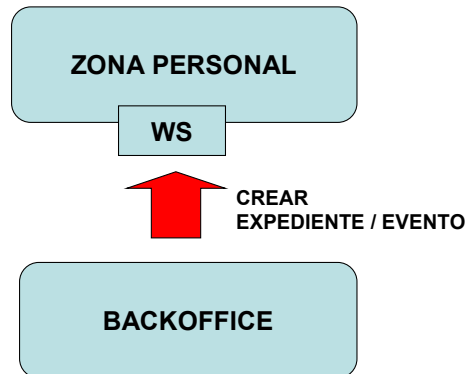 ZONA PERSONAL
WS
CREAR
EXPEDIENTE / EVENTO
BACKOFFICE